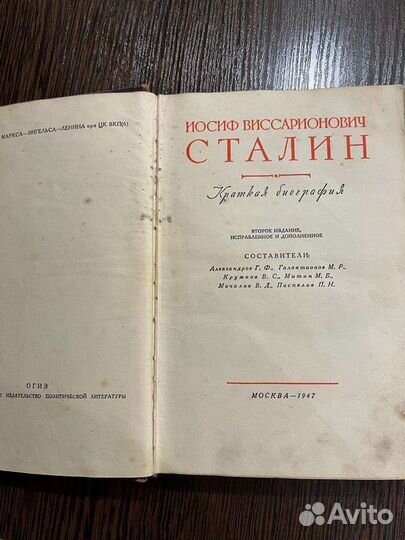 МАРКСА—ЭНГЕЛЬСА—ЛЕНИНА при ЦК ВКП(б)
ОГИЗ
ИЗДАТЕЛЬСТВО ПОЛИТИЧЕСКОЙ ЛИТЕРАТУРЫ
ИОСИФ ВИССАРИОНОВИЧ
СТАЛИН
Краткая биография
ВТОРОЕ ИЗДАНИЕ,
ИСПРАВЛЕННОЕ И ДОПОЛНЕННОЕ
СОСТАВИТЕЛИ:
Александров Г. Ф., Галактионов М. Р.,
Кружков В. С., Митин М. Б.,
Мочалов В. Д., Поспелов П. Н.
МОСКВА—1947
Avito